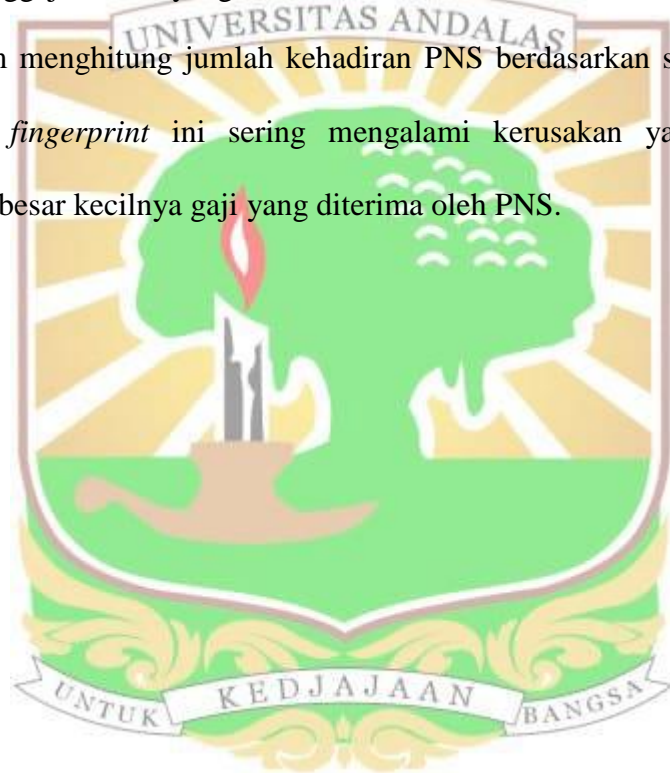 UNIVERSITAS ANDALAS
menghitung jumlah kehadiran PNS berdasarkan
fingerprint ini sering mengalami kerusakan
besar kecilnya gaji yang diterima oleh PNS.
UNTUK KEDJAJAAN BANGSA